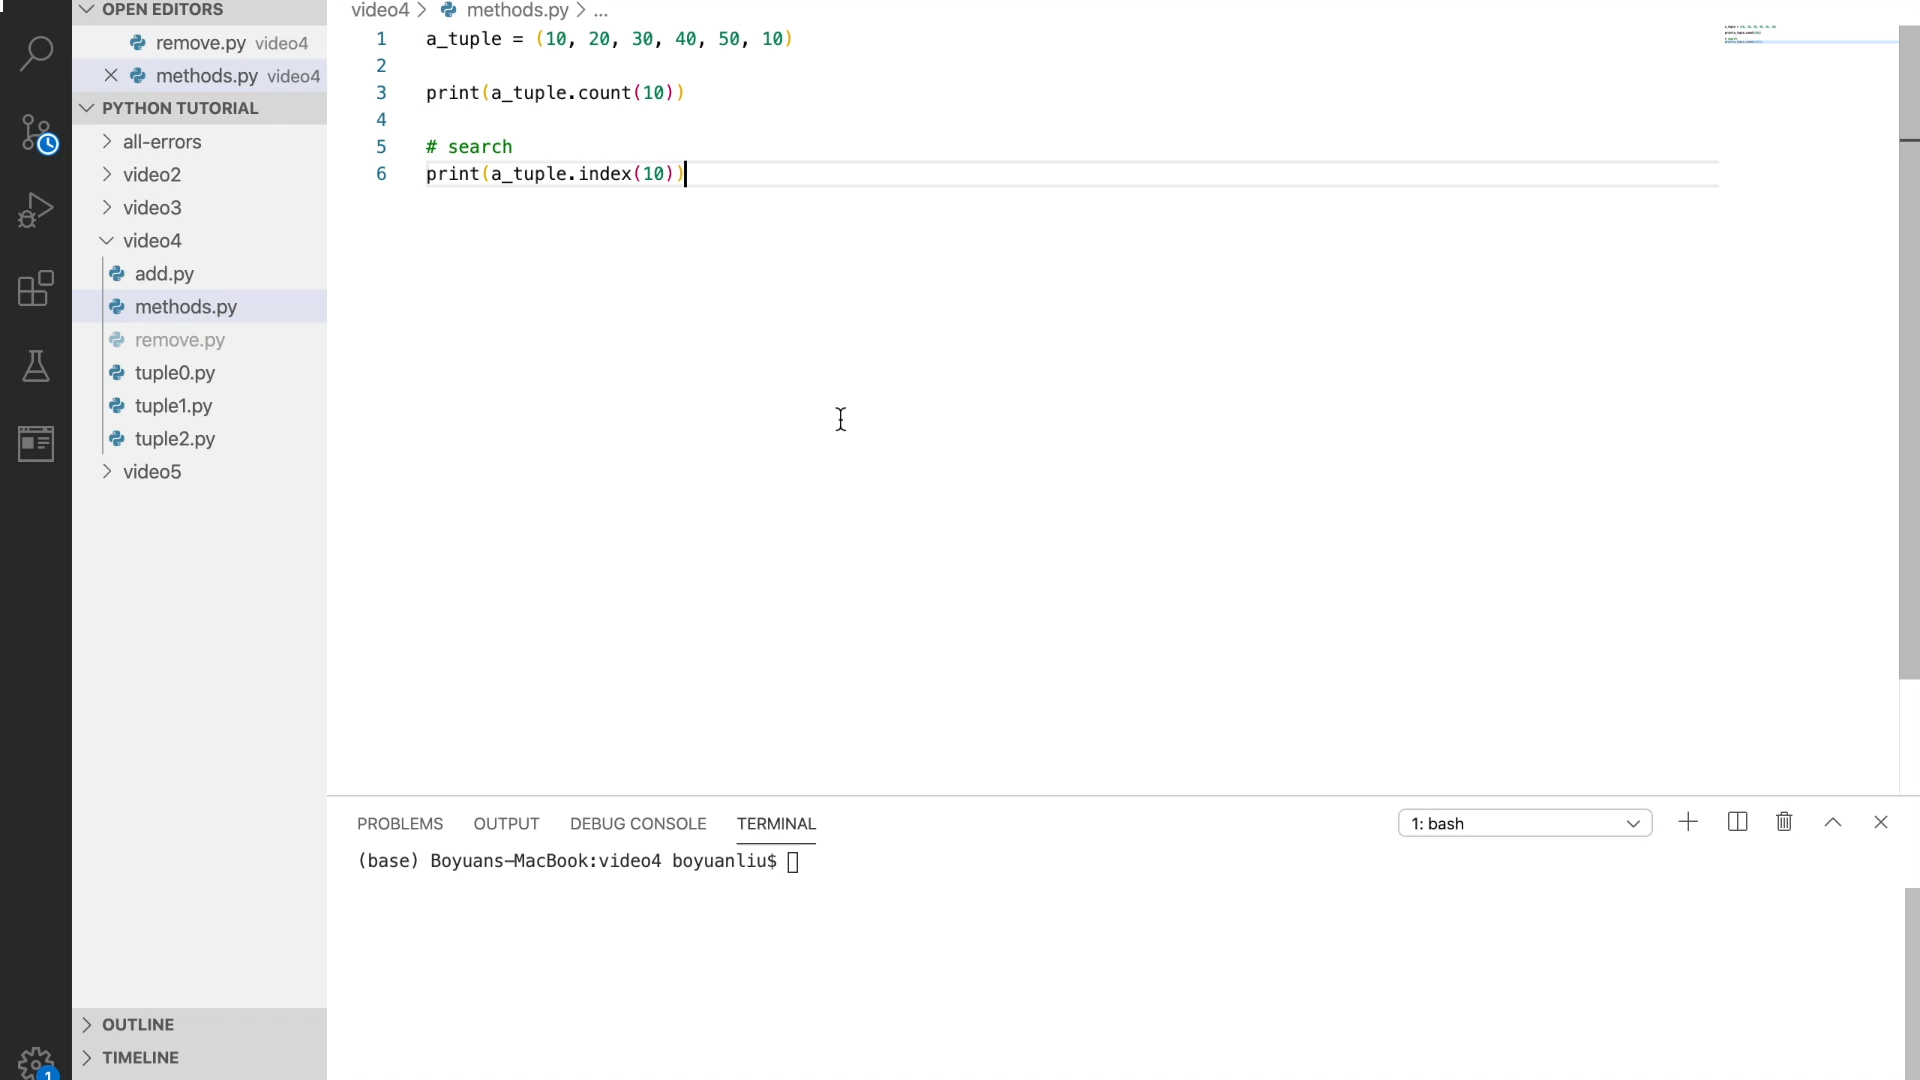 OPEN EDITORS
remove.py video4
methods.py video4
PYTHON TUTORIAL
all-errors
video2
video3
video4
add.py
methods.py
remove.py
tuple0.py
tuple1.py
tuple2.py
video5
OUTLINE
TIMELINE
1
video4 > methods.py > ...
1 a_tuple = (10, 20, 30, 40, 50, 10)
2
3 print(a_tuple.count(10))
4
5 # search
6 print(a_tuple.index(10))
PROBLEMS OUTPUT DEBUG CONSOLE TERMINAL 1: bash
(base) Boyuans-MacBook:video4 boyuanliu$